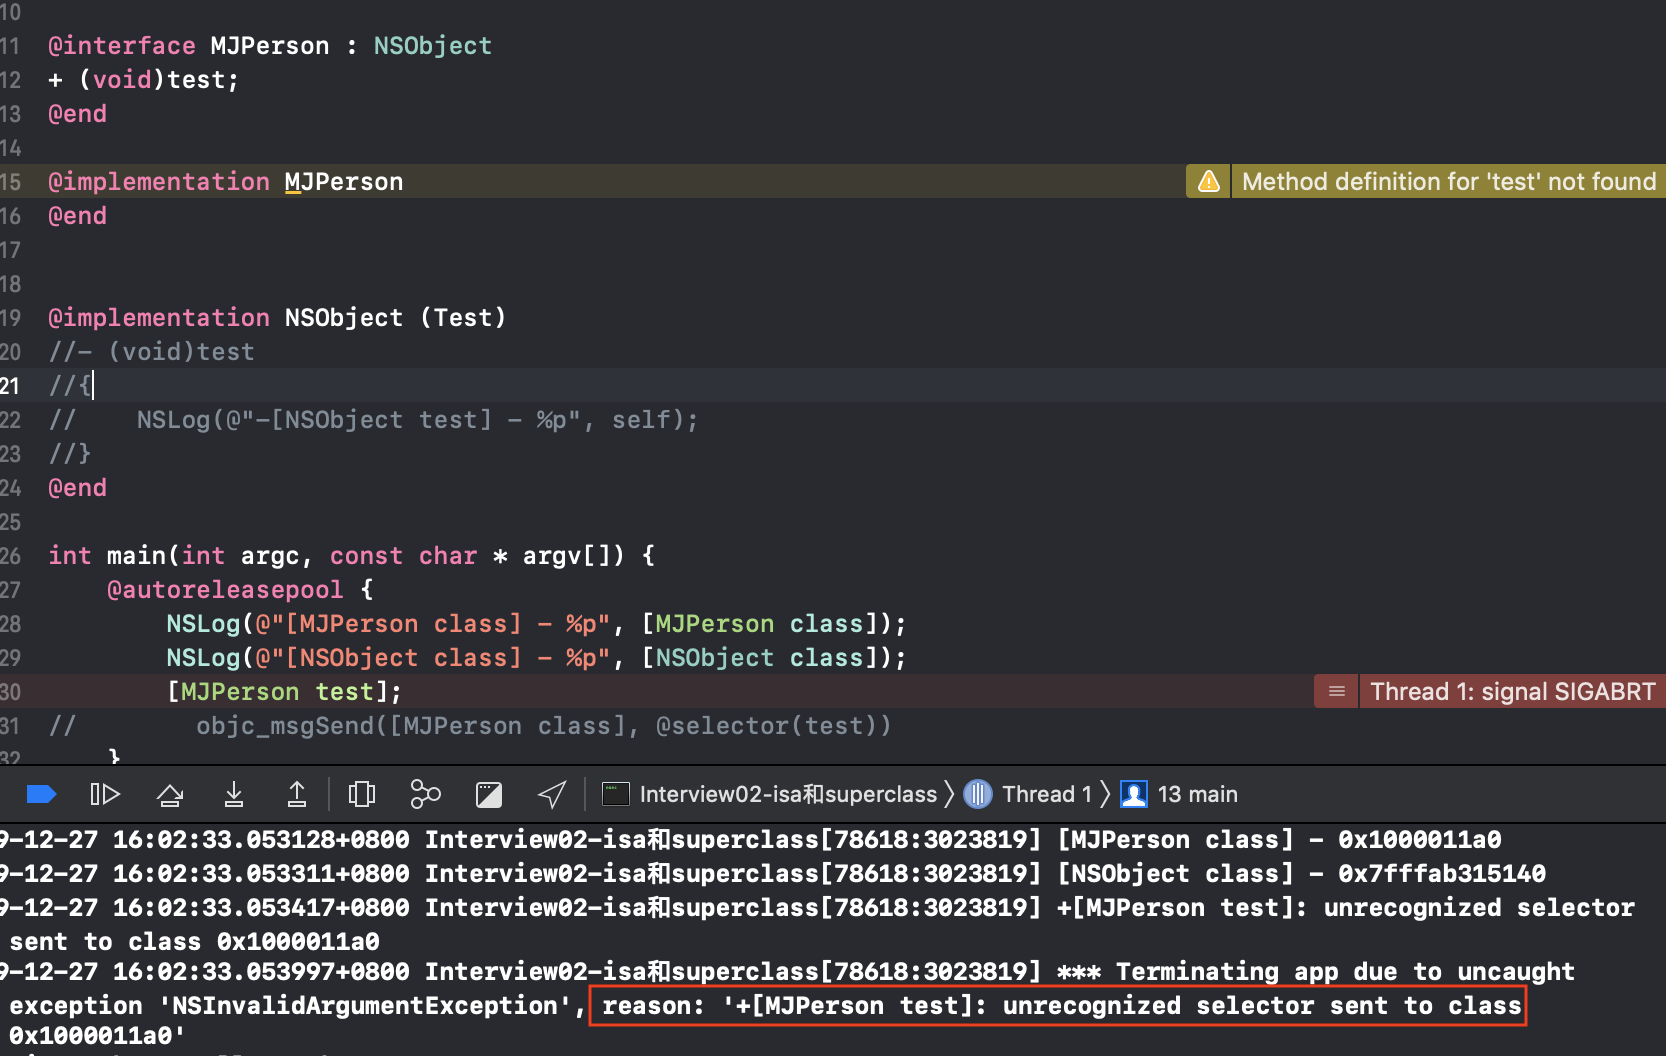 10
11 @interface MJPerson : NSObject
12 + (void)test;
13 @end
14
15 @implementation MJPerson Method definition for 'test' not found
16 @end
17
18
19 @implementation NSObject (Test)
20 //- (void)test
21 //{
22 //    NSLog(@"-[NSObject test] - %p", self);
23 //}
24 @end
25
26 int main(int argc, const char * argv[]) {
27     @autoreleasepool {
28         NSLog(@"[MJPerson class] - %p", [MJPerson class]);
29         NSLog(@"[NSObject class] - %p", [NSObject class]);
30         [MJPerson test]; Thread 1: signal SIGABRT
31 //        objc_msgSend([MJPerson class], @selector(test))
32     }
Interview02-isa和superclass Thread 1 13 main
9-12-27 16:02:33.053128+0800 Interview02-isa和superclass[78618:3023819] [MJPerson class] - 0x1000011a0
9-12-27 16:02:33.053311+0800 Interview02-isa和superclass[78618:3023819] [NSObject class] - 0x7fffab315140
9-12-27 16:02:33.053417+0800 Interview02-isa和superclass[78618:3023819] +[MJPerson test]: unrecognized selector
sent to class 0x1000011a0
9-12-27 16:02:33.053997+0800 Interview02-isa和superclass[78618:3023819] *** Terminating app due to uncaught
exception 'NSInvalidArgumentException', reason: '+[MJPerson test]: unrecognized selector sent to class
0x1000011a0'